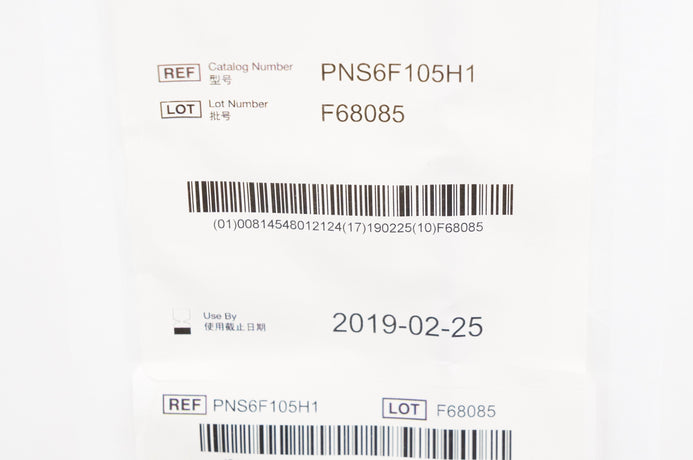 REF Catalog Number PNS6F105H1
型号
LOT Lot Number F68085
批号
(01)00814548012124(17)190225(10)F68085
Use By 2019-02-25
使用截止日期
REF PNS6F105H1 LOT F68085